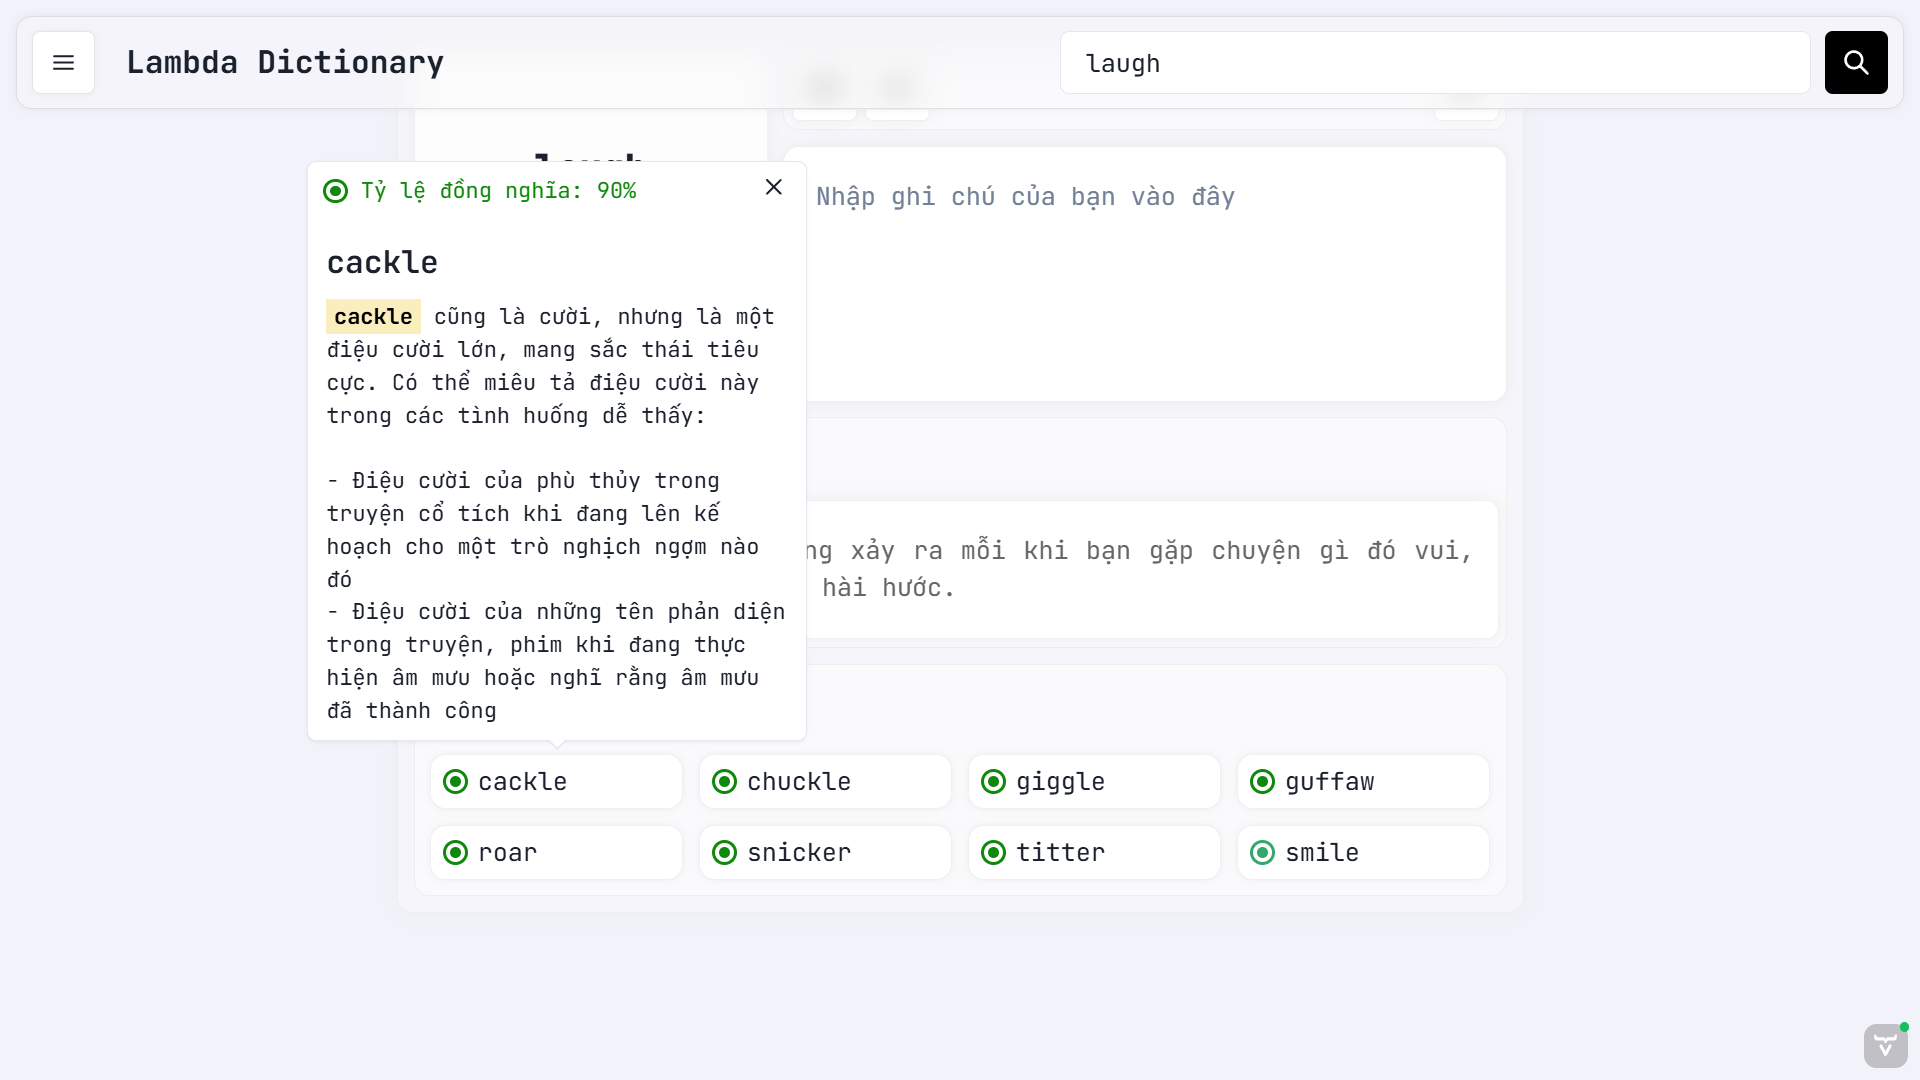 Lambda Dictionary
laugh
Tỷ lệ đồng nghĩa: 90%
cackle
cackle cũng là cười, nhưng là một
điệu cười lớn, mang sắc thái tiêu
cực. Có thể miêu tả điệu cười này
trong các tình huống dễ thấy:
- Điệu cười của phù thủy trong
truyện cổ tích khi đang lên kế
hoạch cho một trò nghịch ngợm nào
đó
- Điệu cười của những tên phản diện
trong truyện, phim khi đang thực
hiện âm mưu hoặc nghĩ rằng âm mưu
đã thành công
Nhập ghi chú của bạn vào đây
xảy ra mỗi khi bạn gặp chuyện gì đó vui,
hài hước.
cackle
chuckle
giggle
guffaw
roar
snicker
titter
smile